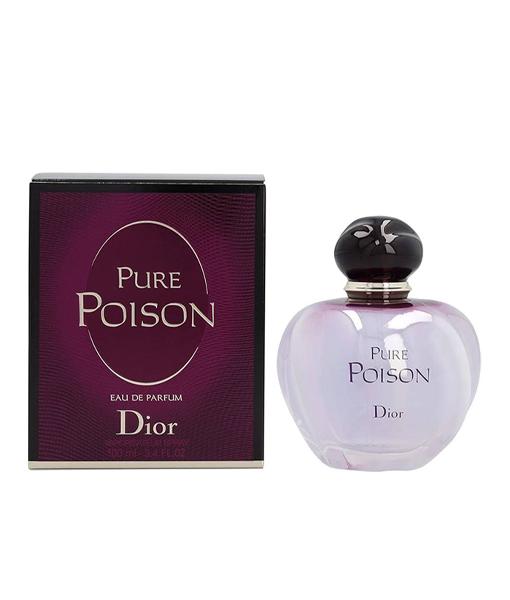 PURE
POISON
EAU DE PARFUM
Dior
100 ml - 3.4 FL.OZ
PURE
POISON
Dior